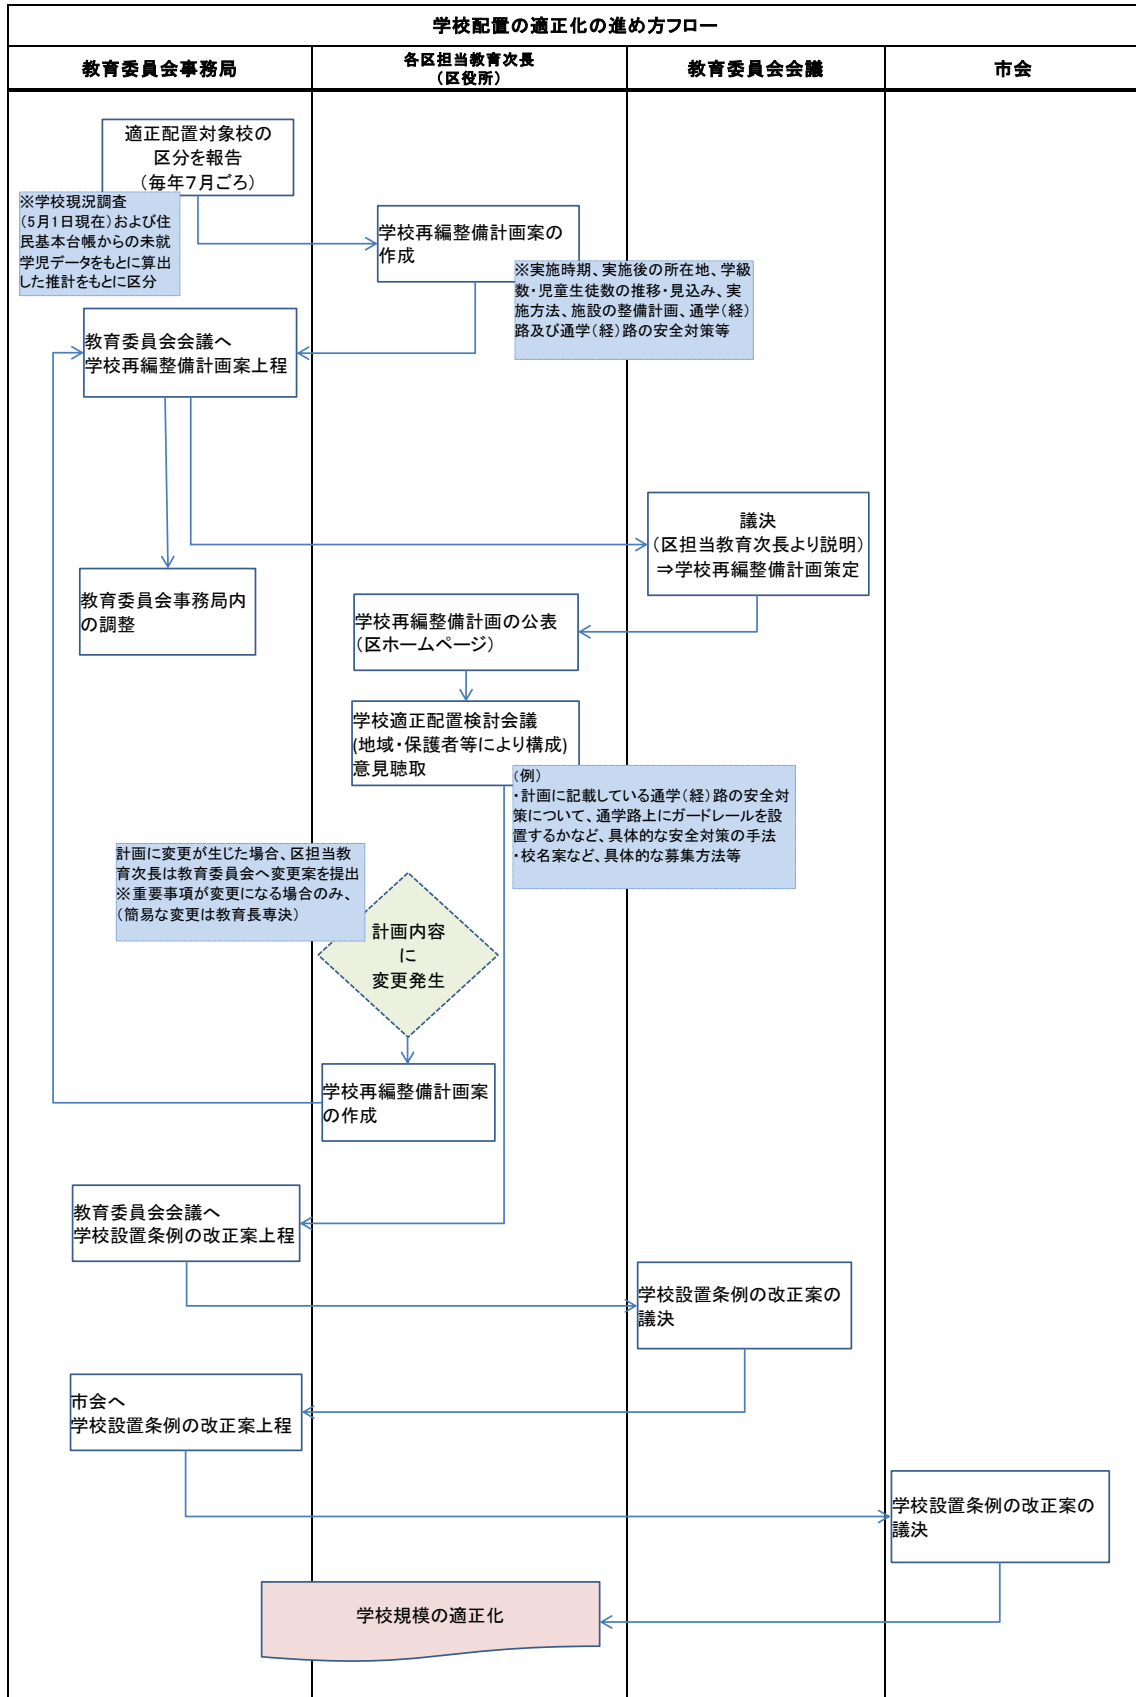 学校配置の適正化の進め方フロー
教育委員会事務局
各区担当教育次長
（区役所）
教育委員会会議
市会
適正配置対象校の
区分を報告
（毎年７月ごろ）
※学校現況調査
（5月1日現在）および住
民基本台帳からの未就
学児データをもとに算出
した推計をもとに区分
学校再編整備計画案の
作成
※実施時期、実施後の所在地、学級
数・児童生徒数の推移・見込み、実
施方法、施設の整備計画、通学（経）
路及び通学（経）路の安全対策等
教育委員会会議へ
学校再編整備計画案上程
議決
（区担当教育次長より説明）
⇒学校再編整備計画策定
教育委員会事務局内
の調整
学校再編整備計画の公表
（区ホームページ）
学校適正配置検討会議
(地域・保護者等により構成)
意見聴取
（例）
・計画に記載している通学（経）路の安全対
策について、通学路上にガードレールを設
置するかなど、具体的な安全対策の手法
・校名案など、具体的な募集方法等
計画に変更が生じた場合、区担当教
育次長は教育委員会へ変更案を提出
※重要事項が変更になる場合のみ、
（簡易な変更は教育長専決）
計画内容
に
変更発生
学校再編整備計画案
の作成
教育委員会会議へ
学校設置条例の改正案上程
学校設置条例の改正案の
議決
市会へ
学校設置条例の改正案上程
学校設置条例の改正案の
議決
学校規模の適正化